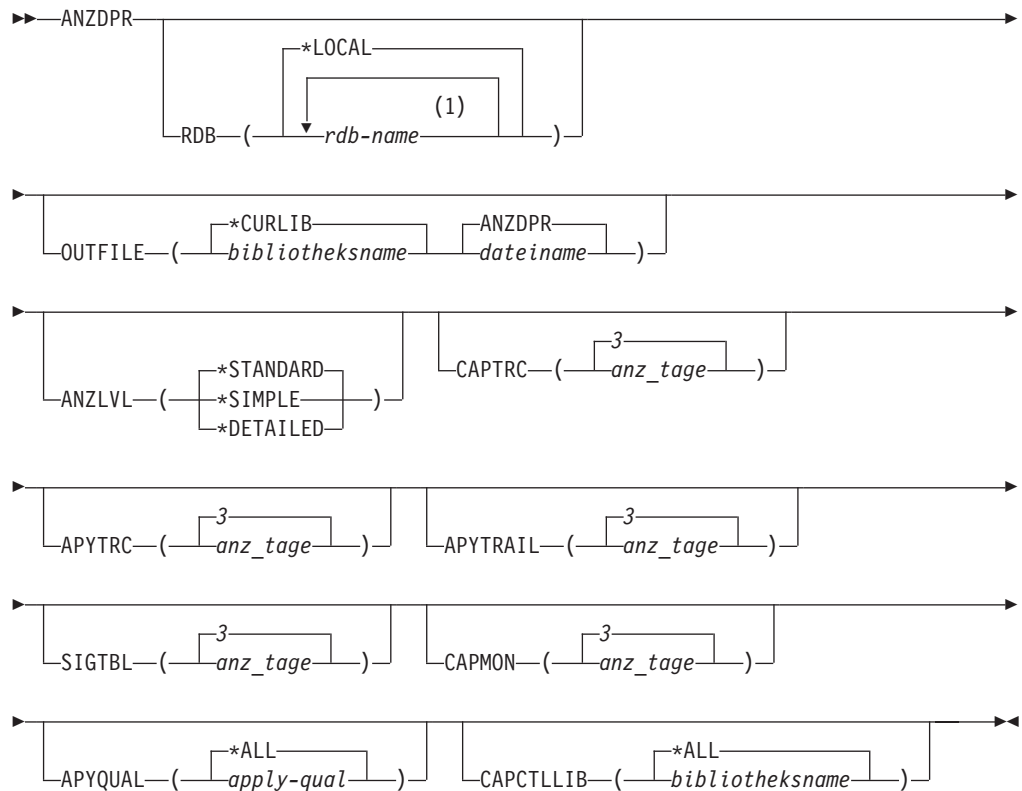 ANZDPR
*LOCAL
(1)
RDB ( rdb-name )
*CURLIB ANZDPR
OUTFILE ( bibliotheksname dateiname )
3
*STANDARD CAPTRC ( anz_tage )
ANZLVL ( *SIMPLE )
*DETAILED
3 3
APYTRC ( anz_tage ) APYTRAIL ( anz_tage )
3 3
SIGTBL ( anz_tage ) CAPMON ( anz_tage )
*ALL *ALL
APYQUAL ( apply-qual ) CAPCTLLIB ( bibliotheksname )